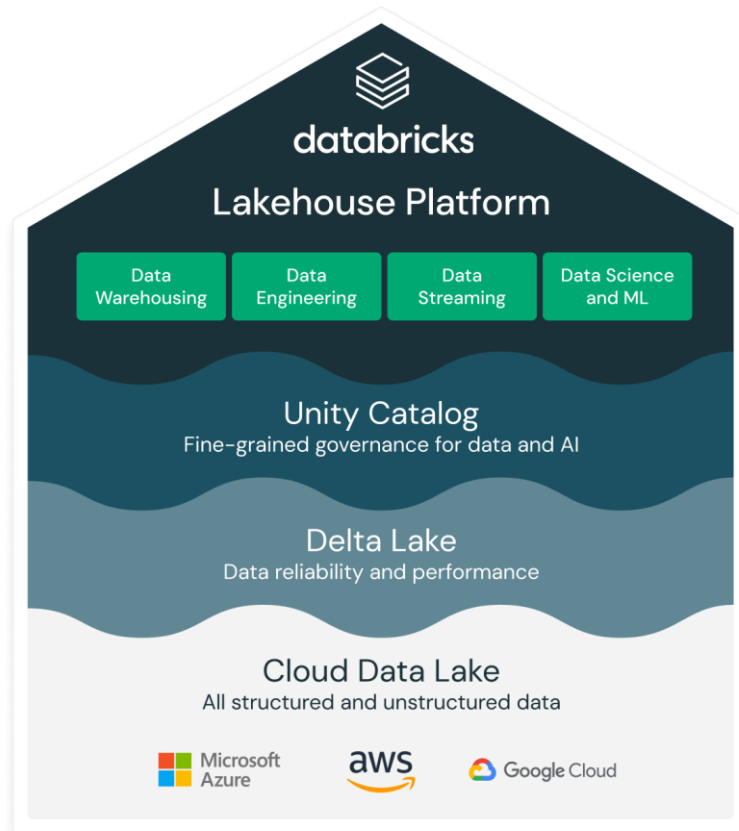 databricks
Lakehouse Platform
Data
Warehousing
Data
Engineering
Data
Streaming
Data Science
and ML
Unity Catalog
Fine-grained governance for data and AI
Delta Lake
Data reliability and performance
Cloud Data Lake
All structured and unstructured data
Microsoft
Azure
aws
Google Cloud